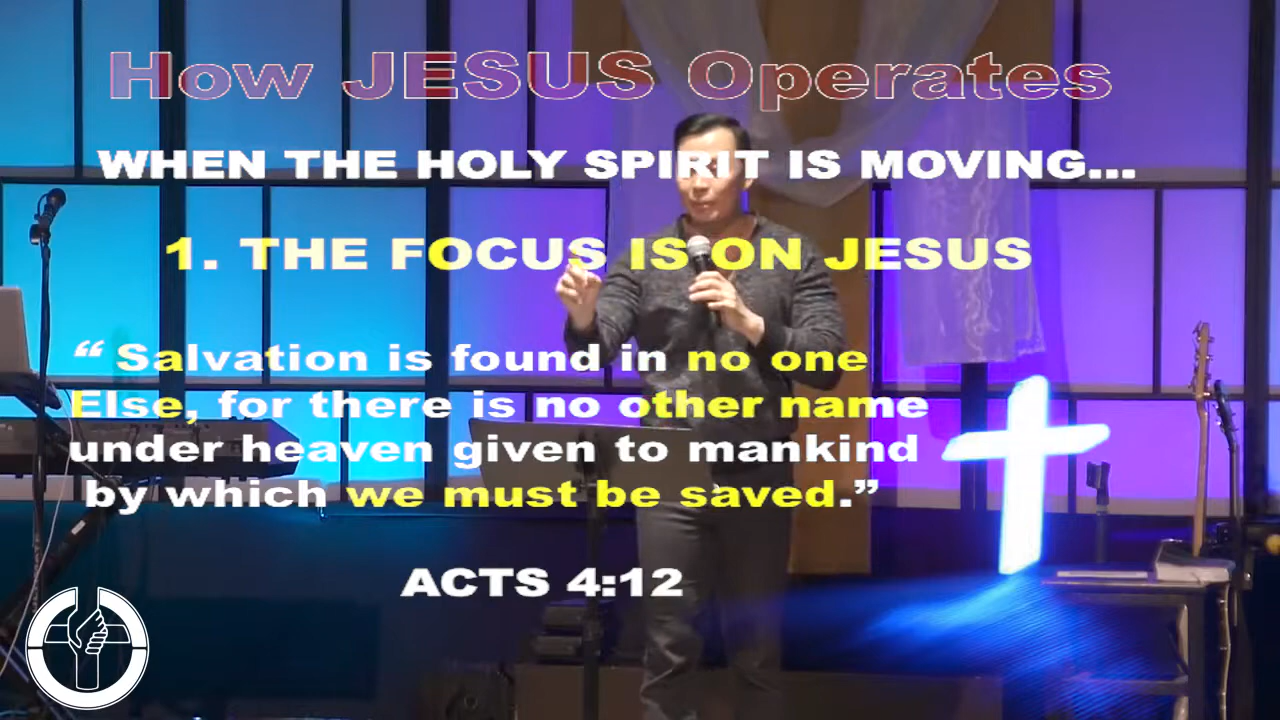 How JESUS Operates
WHEN THE HOLY SPIRIT IS MOVING...
1. THE FOCUS IS ON JESUS
“ Salvation is found in no one
Else, for there is no other name
under heaven given to mankind
by which we must be saved.”
ACTS 4:12